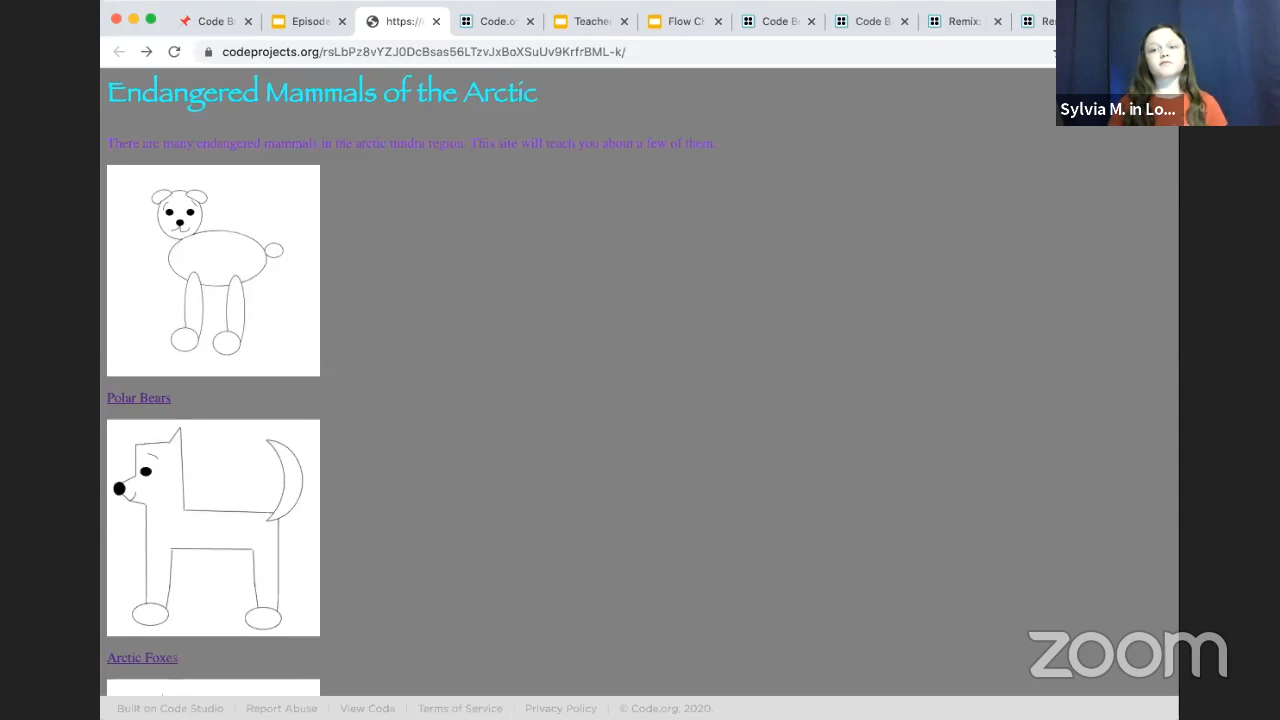 Code B
Episode
https://
Code.o
Teache
Flow Ch
Code B
Code B
Remix
Re
codeprojects.org/rsLbPz8vYZJ0DcBsas56LTzvJxBoXSuUv9KrfrBML-k/
Sylvia M. in Lo...
Endangered Mammals of the Arctic
There are many endangered mammals in the arctic tundra region. This site will teach you about a few of them.
Polar Bears
Arctic Foxes
zoom
Built on Code Studio | Report Abuse | View Code | Terms of Service | Privacy Policy | © Code.org, 2020.